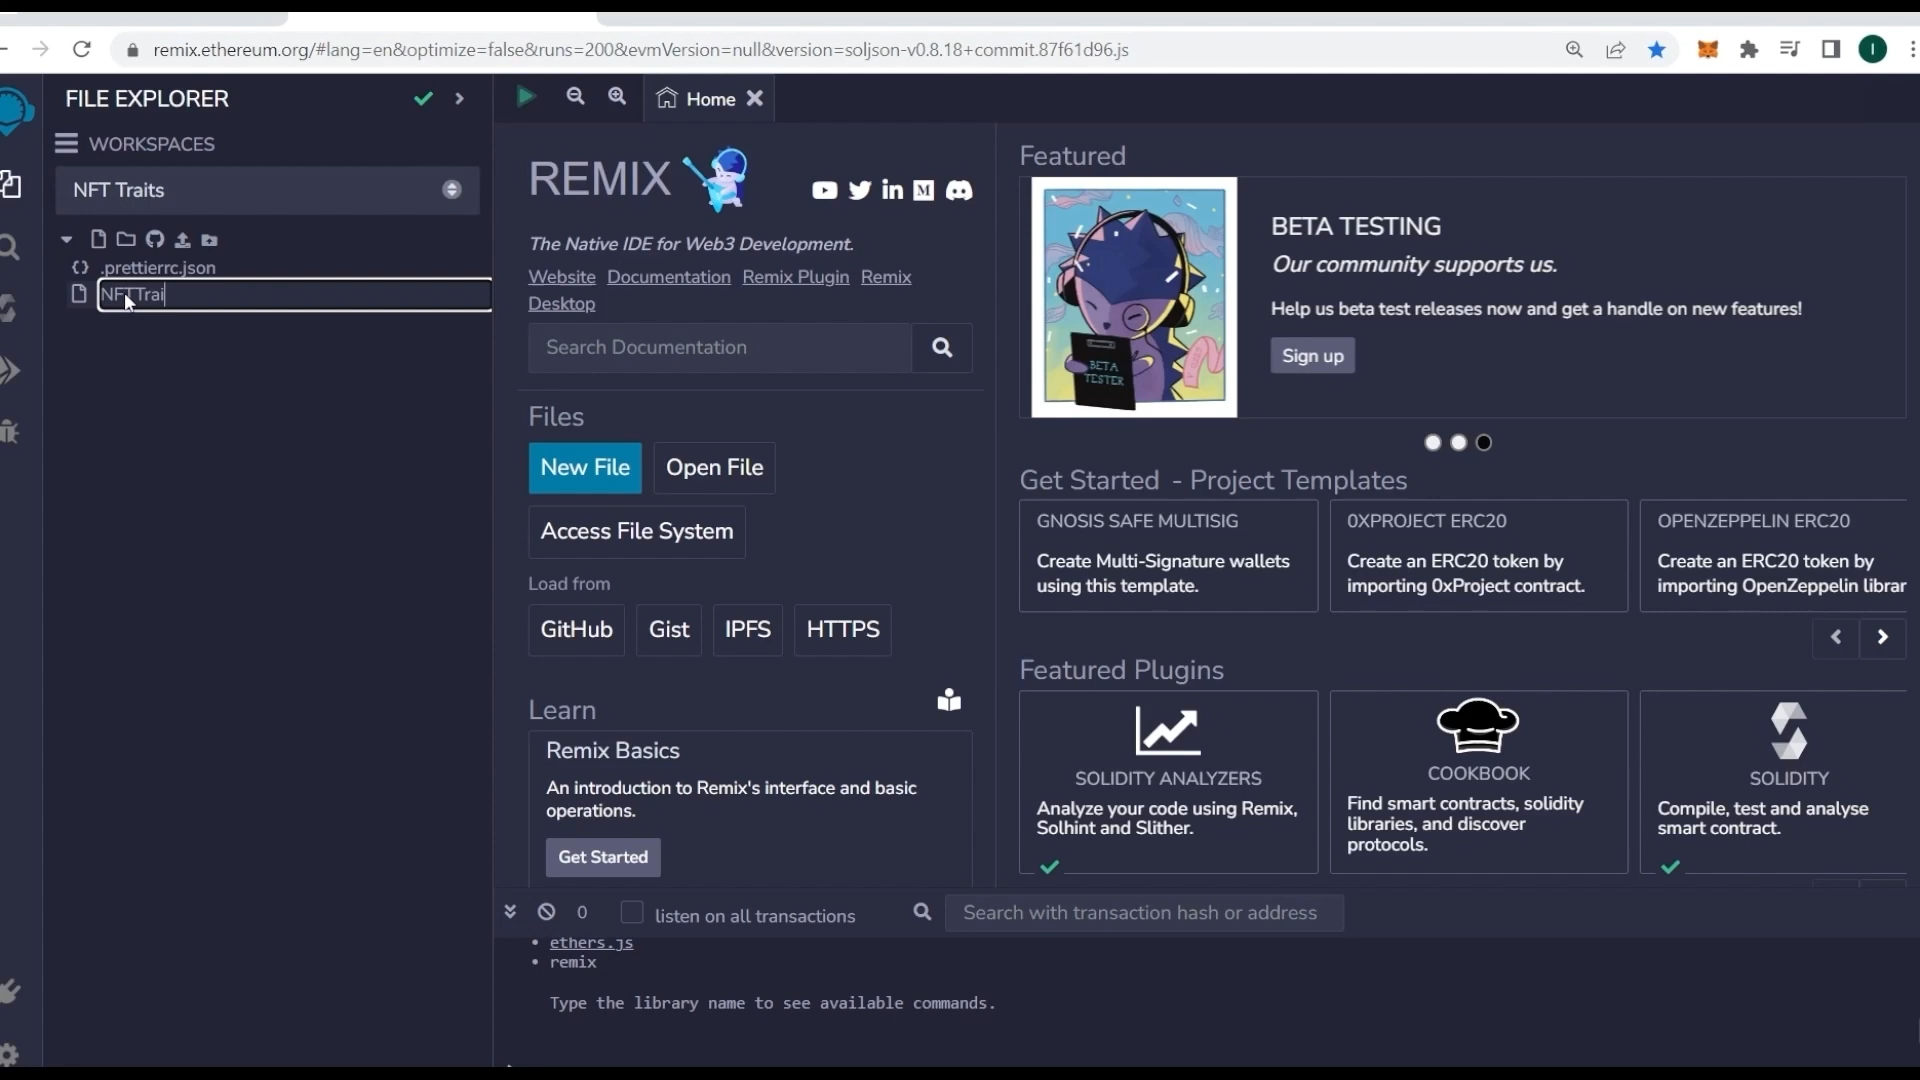 remix.ethereum.org/#lang=en&optimize=false&runs=200&evmVersion=null&version=soljson-v0.8.18+commit.87f61d96.js
I
FILE EXPLORER
WORKSPACES
NFT Traits
.prettierrc.json
NFTTrai
Home
REMIX
The Native IDE for Web3 Development.
Website Documentation Remix Plugin Remix
Desktop
Search Documentation
Files
New File Open File
Access File System
Load from
GitHub Gist IPFS HTTPS
Learn
Remix Basics
An introduction to Remix's interface and basic
operations.
Get Started
Featured
BETA
TESTER
BETA TESTING
Our community supports us.
Help us beta test releases now and get a handle on new features!
Sign up
Get Started - Project Templates
GNOSIS SAFE MULTISIG
Create Multi-Signature wallets
using this template.
0XPROJECT ERC20
Create an ERC20 token by
importing 0xProject contract.
OPENZEPPELIN ERC20
Create an ERC20 token by
importing OpenZeppelin librar
Featured Plugins
SOLIDITY ANALYZERS
Analyze your code using Remix,
Solhint and Slither.
COOKBOOK
Find smart contracts, solidity
libraries, and discover
protocols.
SOLIDITY
Compile, test and analyse
smart contract.
0 listen on all transactions Search with transaction hash or address
• ethers.js
• remix
Type the library name to see available commands.